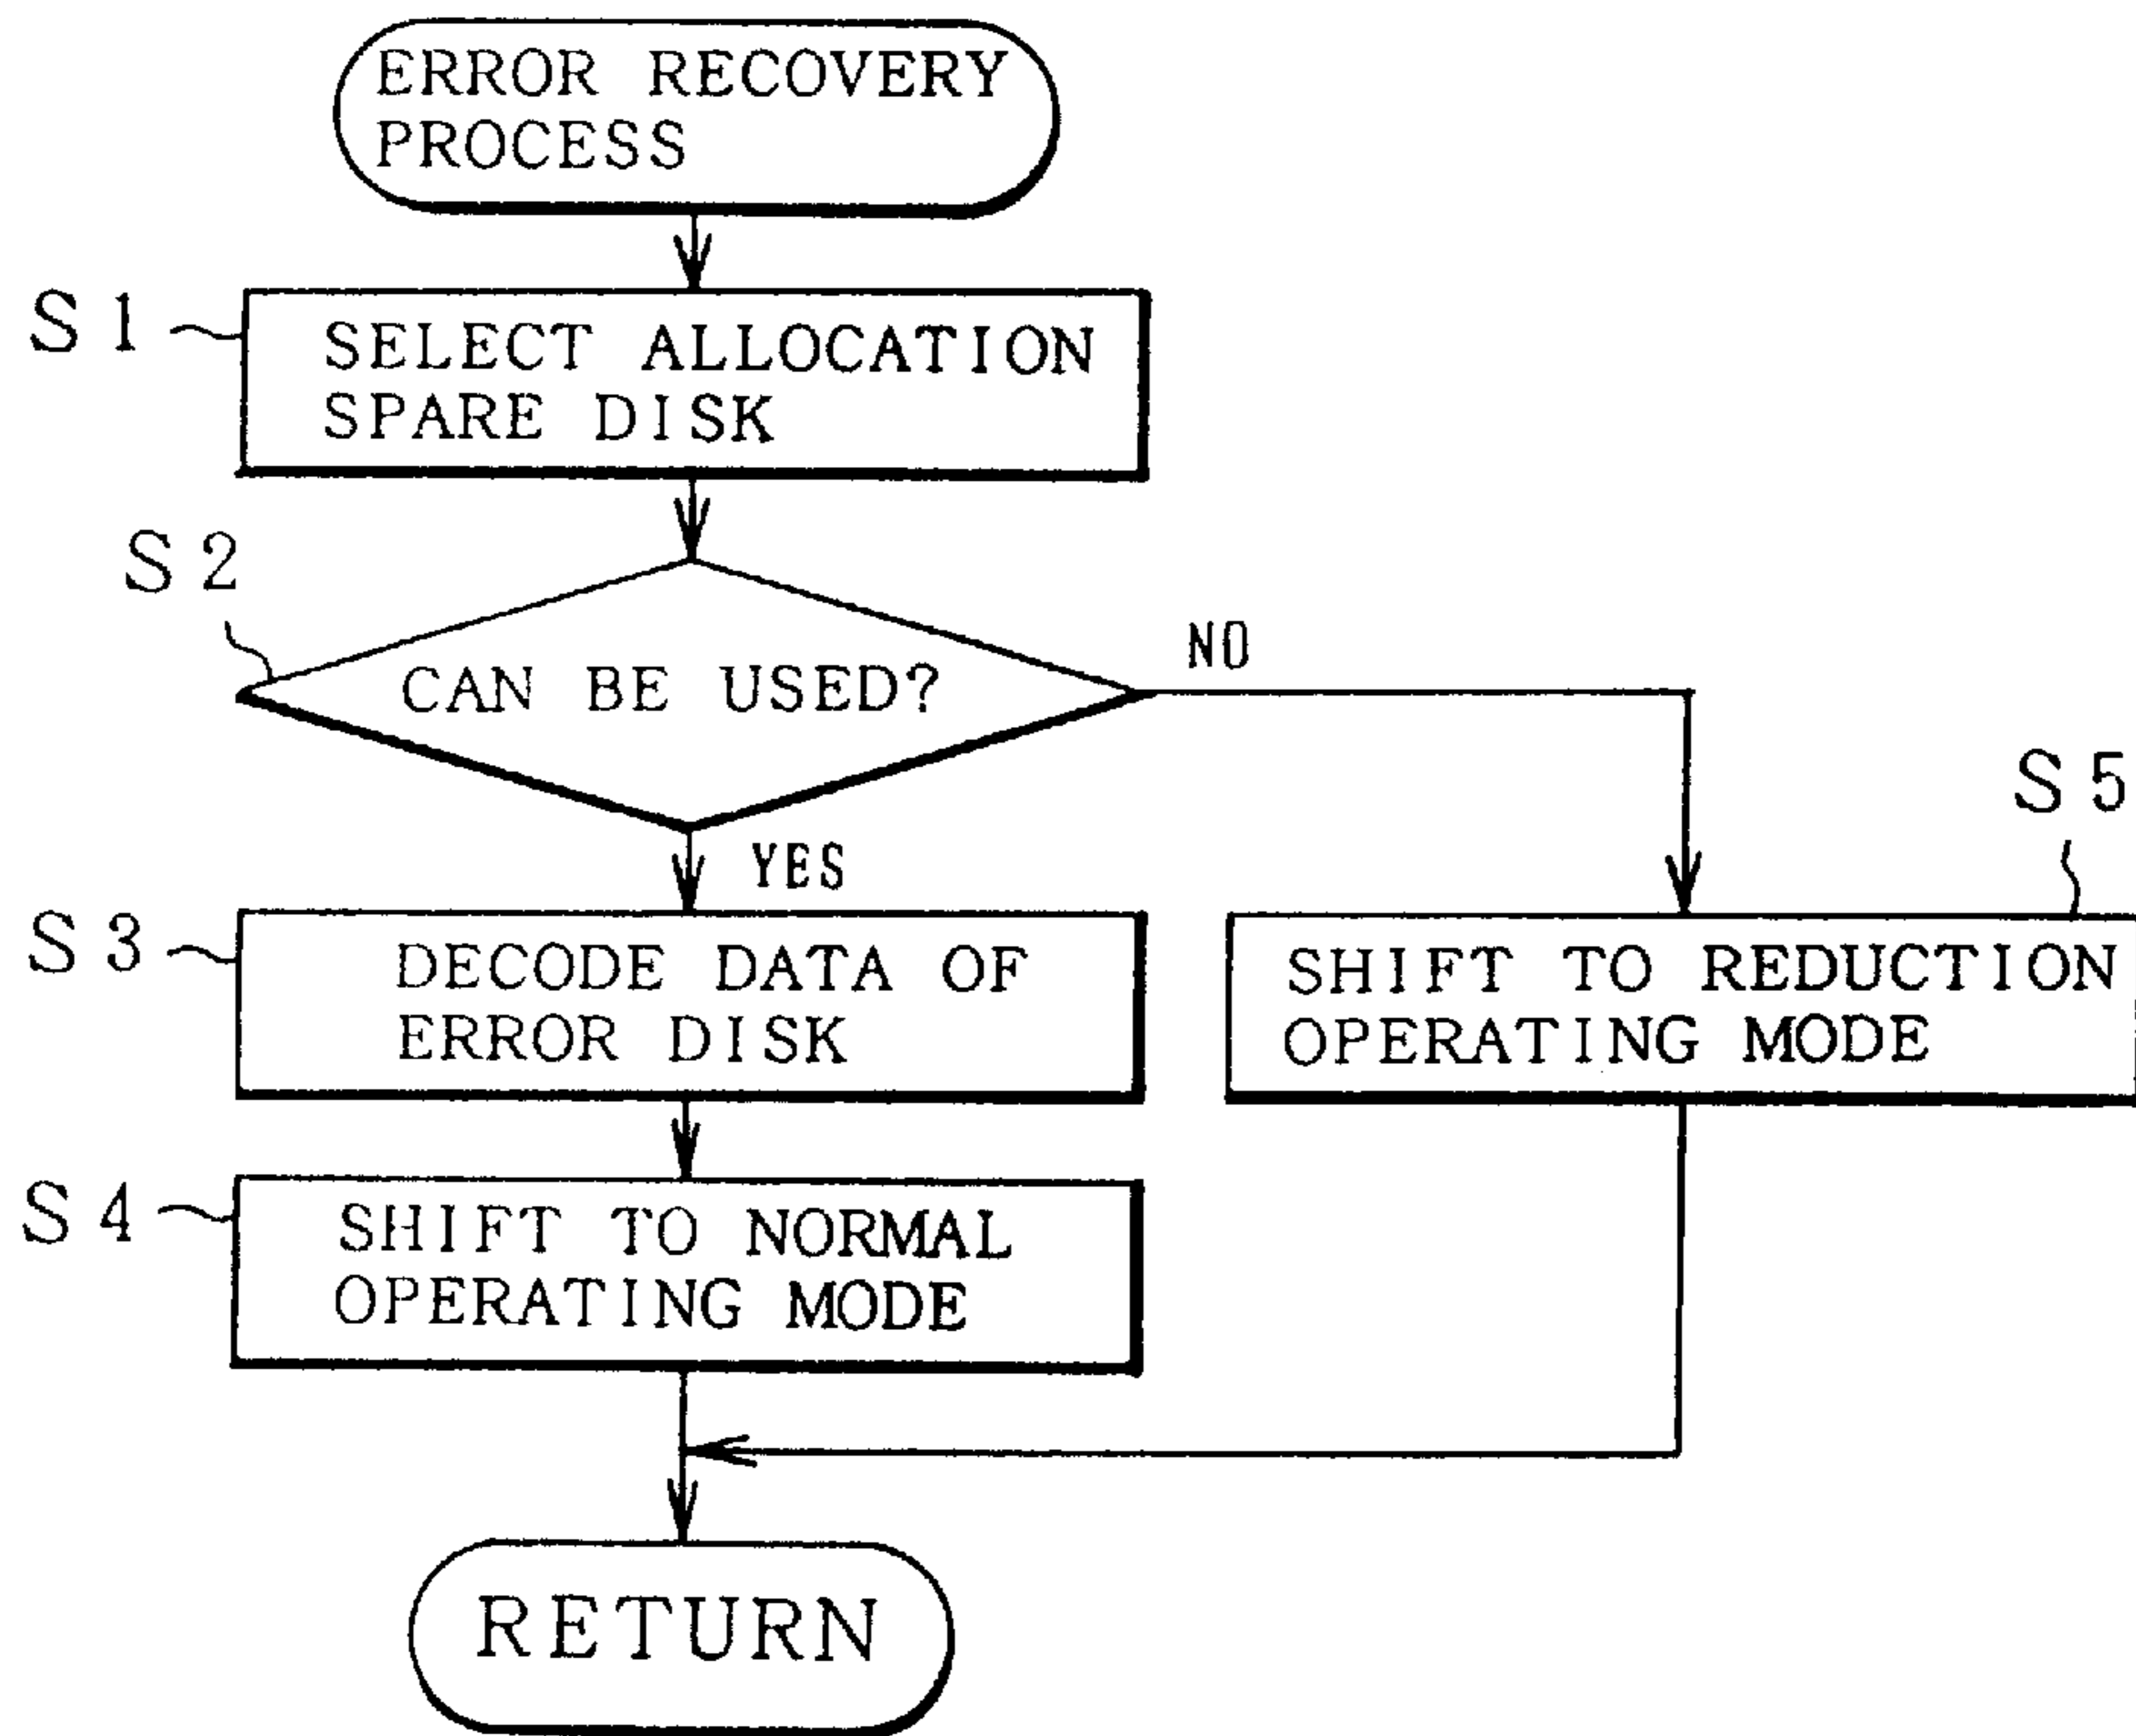 ERROR RECOVERY
PROCESS
S1
SELECT ALLOCATION
SPARE DISK
S2
CAN BE USED?
NO
YES
S3
DECODE DATA OF
ERROR DISK
S5
SHIFT TO REDUCTION
OPERATING MODE
S4
SHIFT TO NORMAL
OPERATING MODE
RETURN